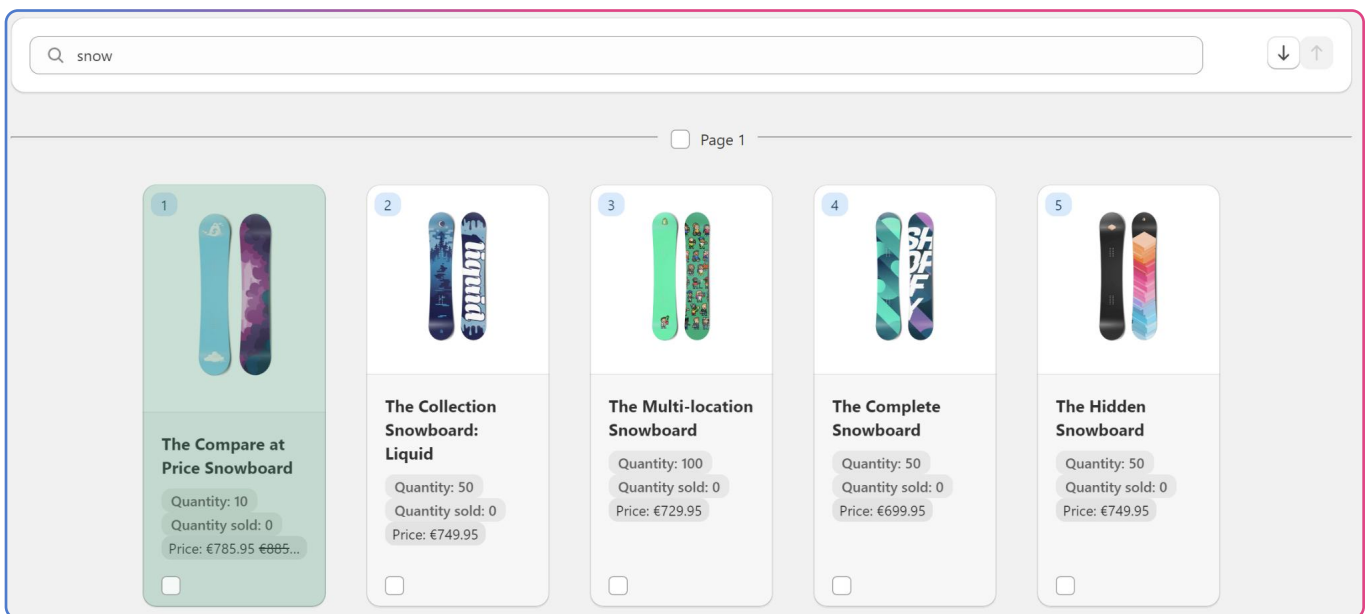 snow
Page 1
1
The Compare at
Price Snowboard
Quantity: 10
Quantity sold: 0
Price: €785.95 €885...
2
liquid
The Collection
Snowboard:
Liquid
Quantity: 50
Quantity sold: 0
Price: €749.95
3
The Multi-location
Snowboard
Quantity: 100
Quantity sold: 0
Price: €729.95
4
The Complete
Snowboard
Quantity: 50
Quantity sold: 0
Price: €699.95
5
The Hidden
Snowboard
Quantity: 50
Quantity sold: 0
Price: €749.95